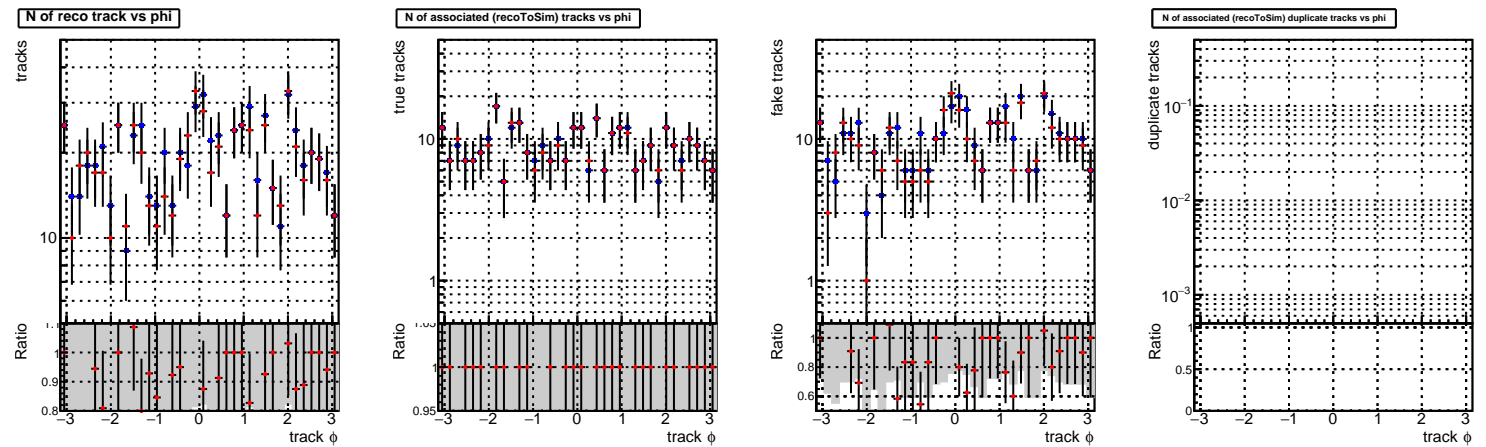 N of reco track vs phi
tracks
10
Ratio
1.1
1
0.9
0.8
−3 −2 −1 0 1 2 3
track ϕ
N of associated (recoToSim) tracks vs phi
true tracks
10
1
Ratio
1.05
1
0.95
−3 −2 −1 0 1 2 3
track ϕ
fake tracks
10
1
Ratio
1
0.8
0.6
−3 −2 −1 0 1 2 3
track ϕ
N of associated (recoToSim) duplicate tracks vs phi
duplicate tracks
10−1
10−2
10−3
Ratio
1
0.5
0
−3 −2 −1 0 1 2 3
track ϕ